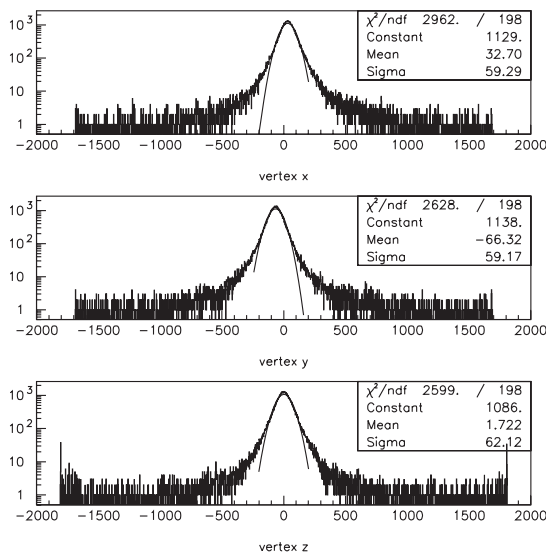 χ²/ndf 2962. / 198
Constant 1129.
Mean 32.70
Sigma 59.29
10³
10²
10
1
−2000 −1500 −1000 −500 0 500 1000 1500 2000
vertex x
χ²/ndf 2628. / 198
Constant 1138.
Mean −66.32
Sigma 59.17
10³
10²
10
1
−2000 −1500 −1000 −500 0 500 1000 1500 2000
vertex y
χ²/ndf 2599. / 198
Constant 1086.
Mean 1.722
Sigma 62.12
10³
10²
10
1
−2000 −1500 −1000 −500 0 500 1000 1500 2000
vertex z